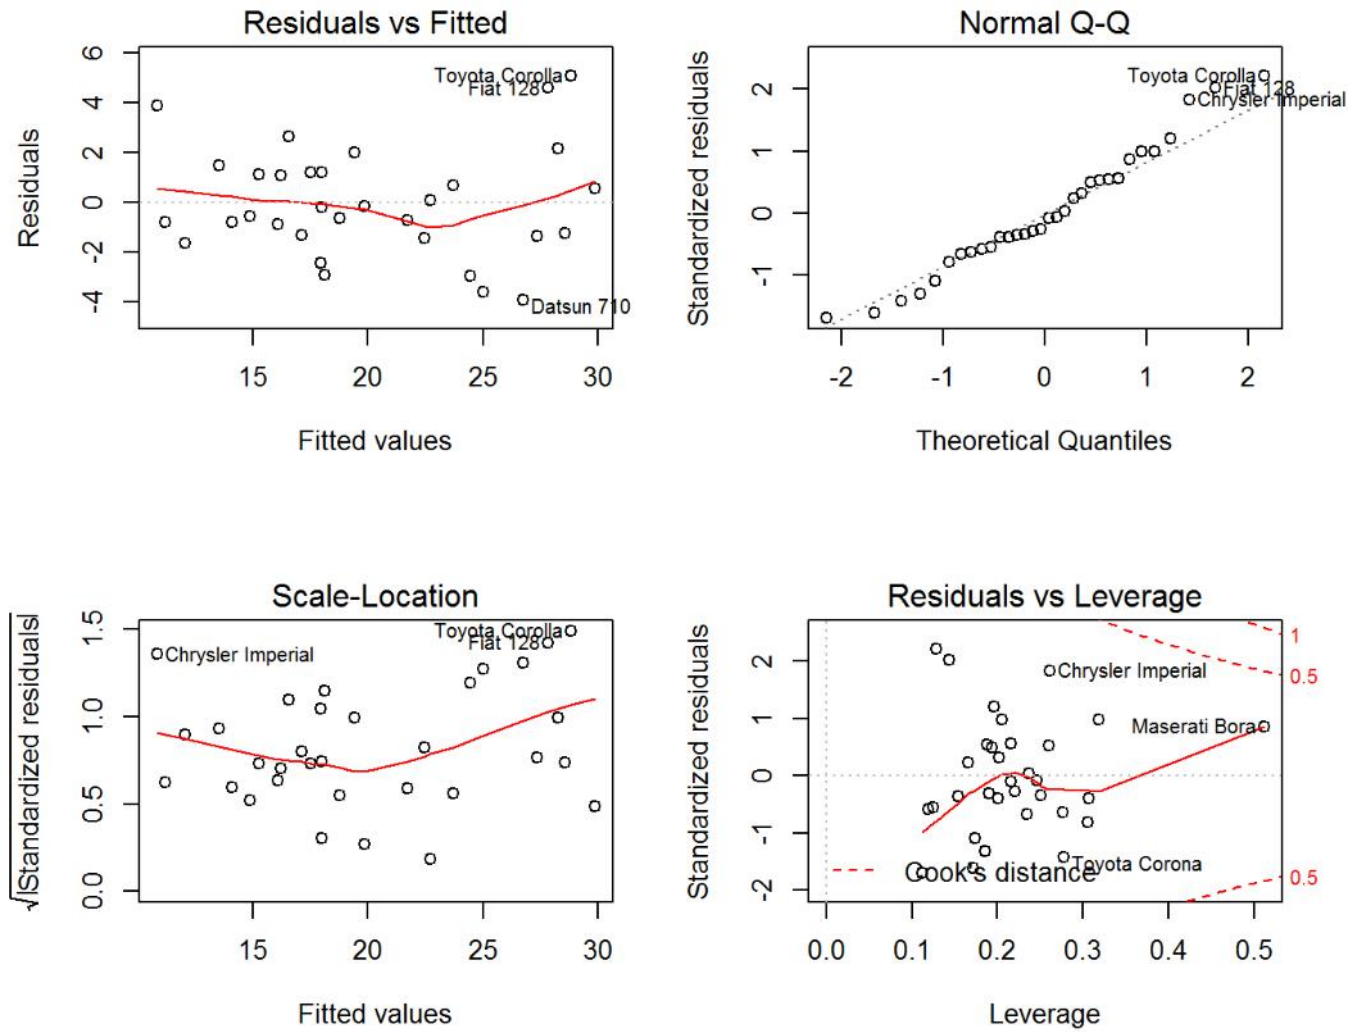 Residuals vs Fitted
Residuals
6
4
2
0
-2
-4
Toyota Corolla
Fiat 128
Datsun 710
15 20 25 30
Fitted values
Normal Q-Q
Standardized residuals
2
1
0
-1
Toyota Corolla
Fiat 128
Chrysler Imperial
-2 -1 0 1 2
Theoretical Quantiles
Scale-Location
√|Standardized residuals|
1.5
1.0
0.5
0.0
Toyota Corolla
Fiat 128
Chrysler Imperial
15 20 25 30
Fitted values
Residuals vs Leverage
Standardized residuals
2
1
0
-1
-2
1
0.5
Chrysler Imperial
Maserati Bora
Toyota Corona
Cook's distance
0.5
0.0 0.1 0.2 0.3 0.4 0.5
Leverage